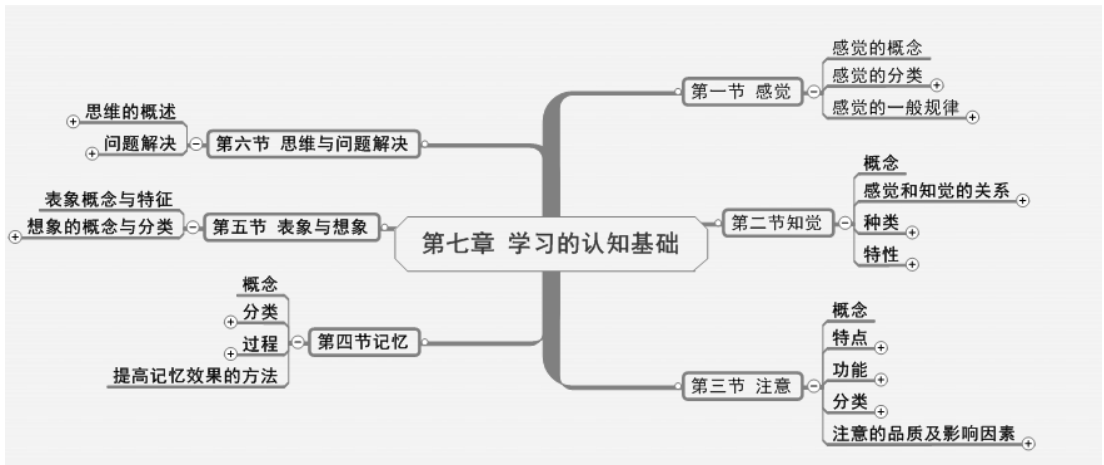 第七章 学习的认知基础
第一节 感觉
感觉的概念
感觉的分类
感觉的一般规律
第二节知觉
概念
感觉和知觉的关系
种类
特性
第三节 注意
概念
特点
功能
分类
注意的品质及影响因素
第四节记忆
概念
分类
过程
提高记忆效果的方法
第五节 表象与想象
表象概念与特征
想象的概念与分类
第六节 思维与问题解决
思维的概述
问题解决